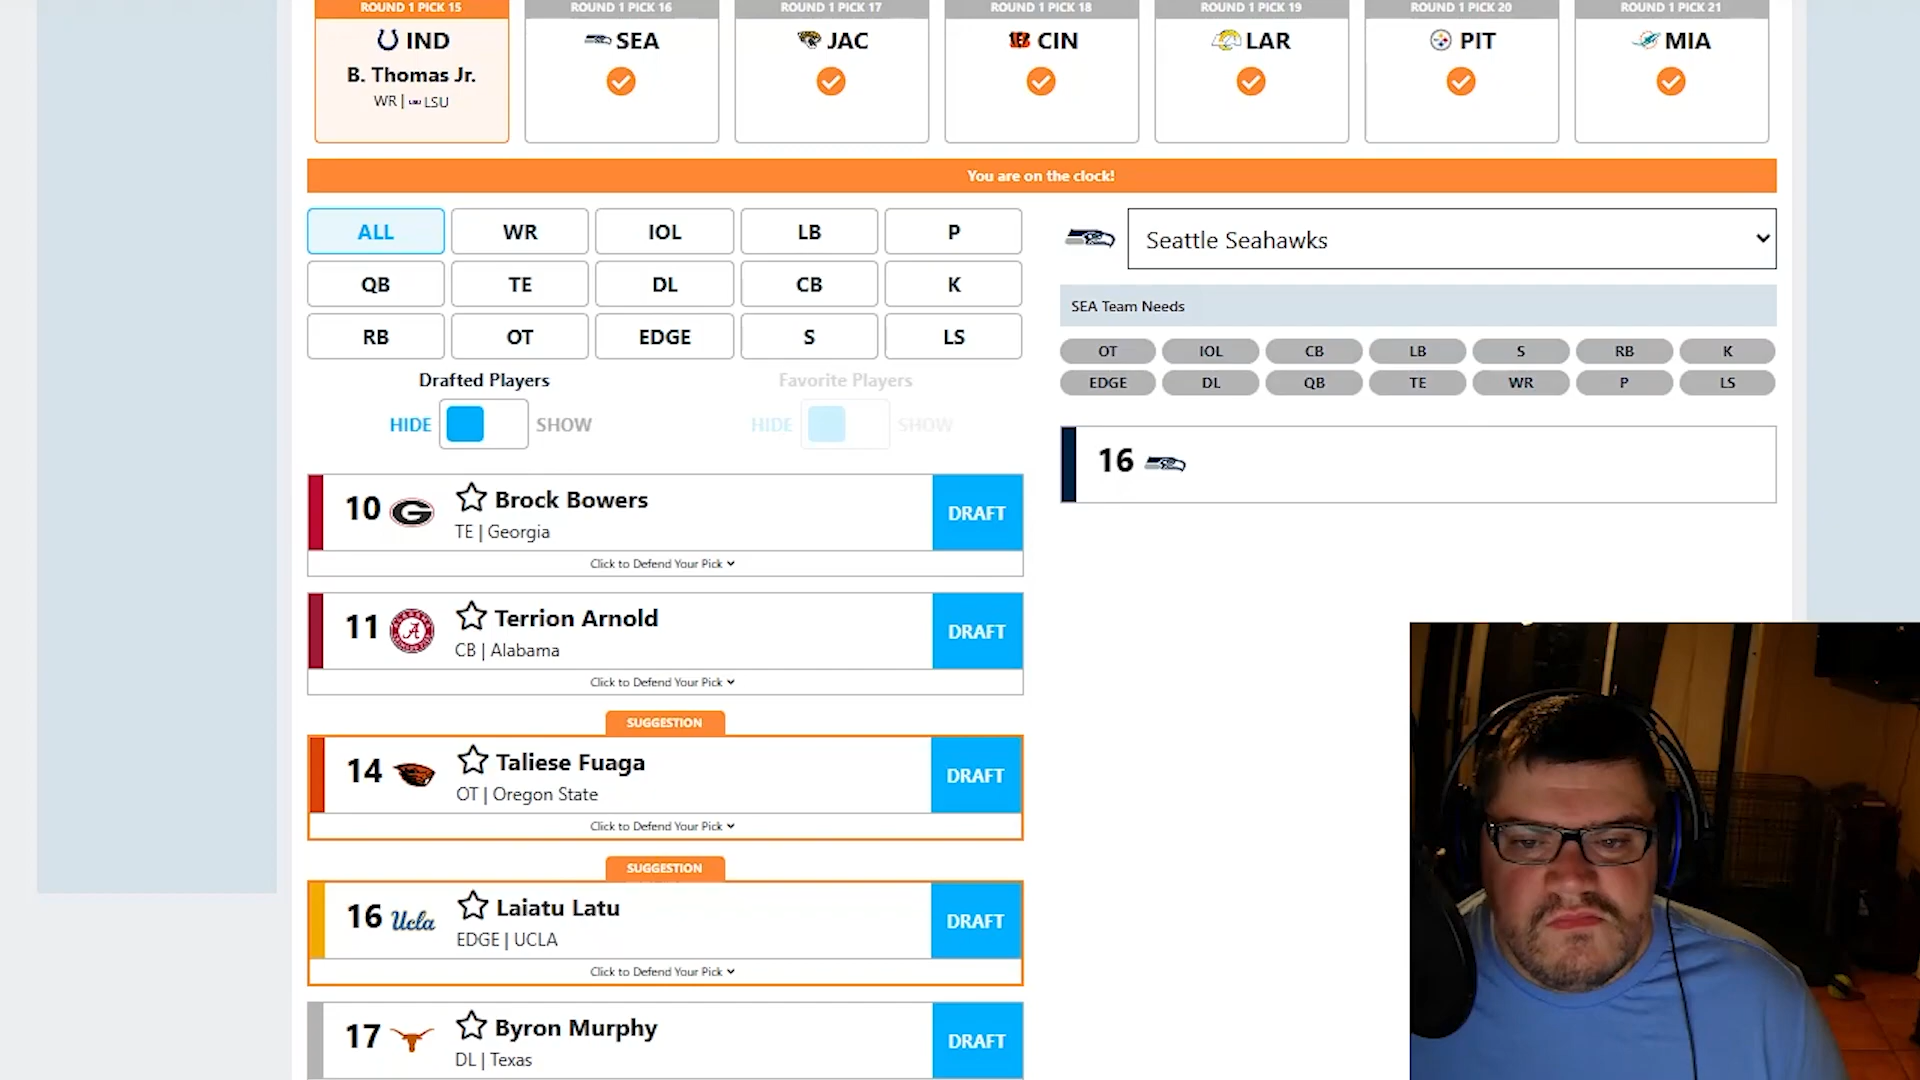 ROUND 1 PICK 15
IND
B. Thomas Jr.
WR | LSU LSU
ROUND 1 PICK 16
SEA
ROUND 1 PICK 17
JAC
ROUND 1 PICK 18
CIN
ROUND 1 PICK 19
LAR
ROUND 1 PICK 20
PIT
ROUND 1 PICK 21
MIA
You are on the clock!
ALL WR IOL LB P
QB TE DL CB K
RB OT EDGE S LS
Drafted Players
HIDE SHOW
Favorite Players
HIDE SHOW
10 G Brock Bowers
TE | Georgia
DRAFT
Click to Defend Your Pick
11 A Terrion Arnold
CB | Alabama
DRAFT
Click to Defend Your Pick
SUGGESTION
14 Taliese Fuaga
OT | Oregon State
DRAFT
Click to Defend Your Pick
SUGGESTION
16 Ucla Laiatu Latu
EDGE | UCLA
DRAFT
Click to Defend Your Pick
17 Byron Murphy
DL | Texas
DRAFT
Seattle Seahawks
SEA Team Needs
OT IOL CB LB S RB K
EDGE DL QB TE WR P LS
16